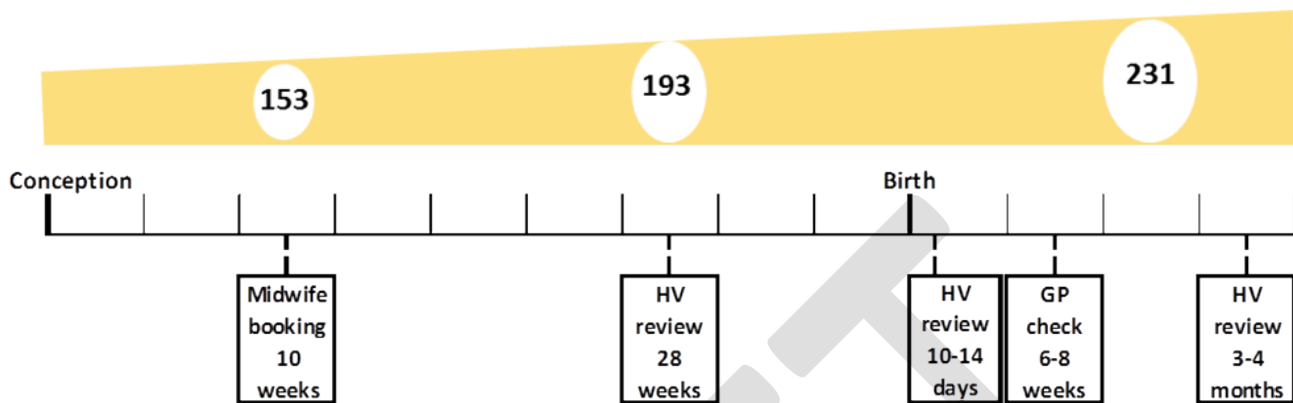 153
193
231
Conception
Birth
Midwife
booking
10
weeks
HV
review
28
weeks
HV
review
10-14
days
GP
check
6-8
weeks
HV
review
3-4
months